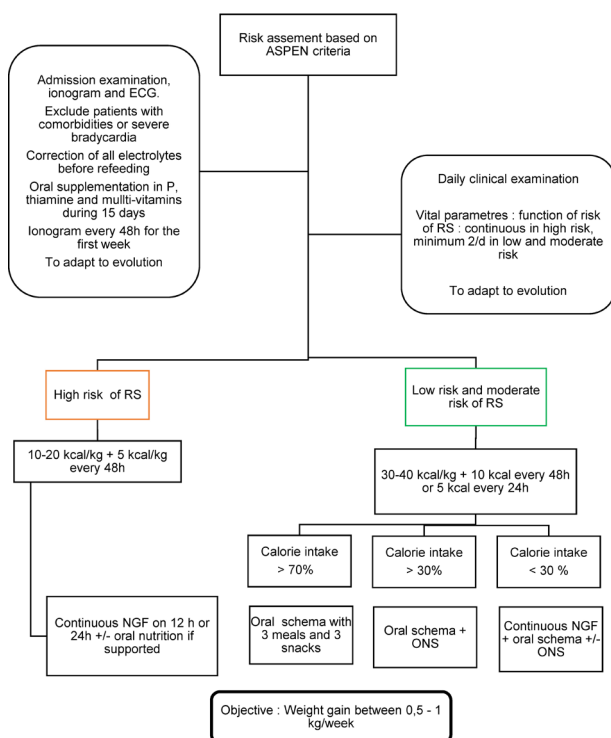 Risk assement based on
ASPEN criteria
Admission examination,
ionogram and ECG.
Exclude patients with
comorbidities or severe
bradycardia
Correction of all electrolytes
before refeeding
Oral supplementation in P,
thiamine and mullti-vitamins
during 15 days
Ionogram every 48h for the
first week
To adapt to evolution
Daily clinical examination
Vital parametres : function of risk
of RS : continuous in high risk,
minimum 2/d in low and moderate
risk
To adapt to evolution
High risk of RS
Low risk and moderate
risk of RS
10-20 kcal/kg + 5 kcal/kg
every 48h
30-40 kcal/kg + 10 kcal every 48h
or 5 kcal every 24h
Calorie intake
> 70%
Calorie intake
> 30%
Calorie intake
< 30 %
Continuous NGF on 12 h or
24h +/- oral nutrition if
supported
Oral schema with
3 meals and 3
snacks
Oral schema +
ONS
Continuous NGF
+ oral schema +/-
ONS
Objective : Weight gain between 0,5 - 1
kg/week